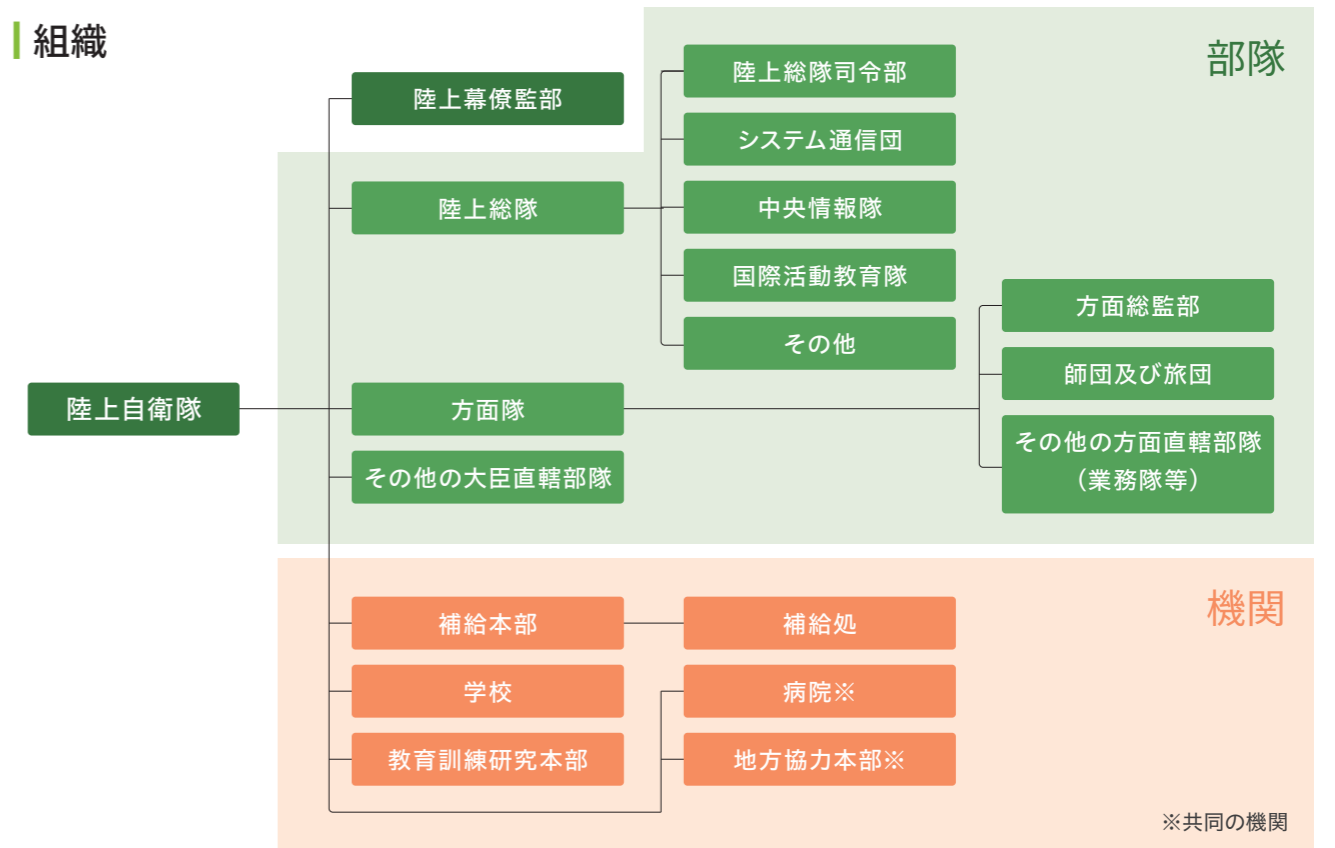 組織
部隊
陸上幕僚監部
陸上総隊司令部
システム通信団
陸上総隊
中央情報隊
国際活動教育隊
その他
方面総監部
師団及び旅団
陸上自衛隊
方面隊
その他の方面直轄部隊
（業務隊等）
その他の大臣直轄部隊
機関
補給本部
補給処
学校
病院※
教育訓練研究本部
地方協力本部※
※共同の機関